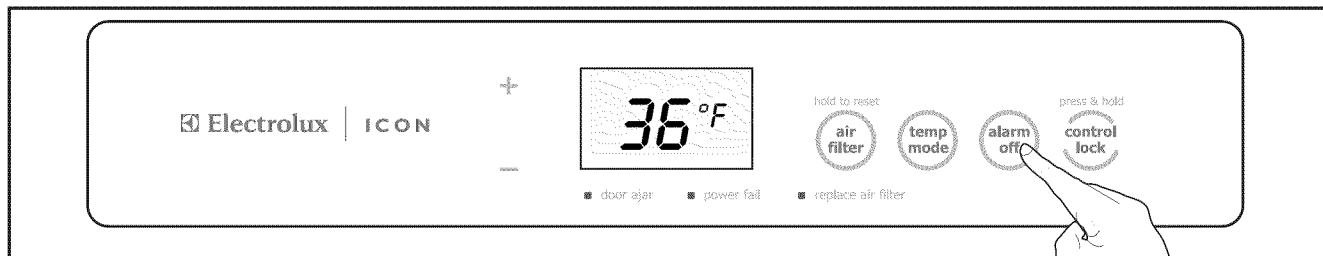 Electrolux ICON
+
−
36°F
door ajar
power fail
replace air filter
hold to reset
air
filter
temp
mode
alarm
off
press & hold
control
lock